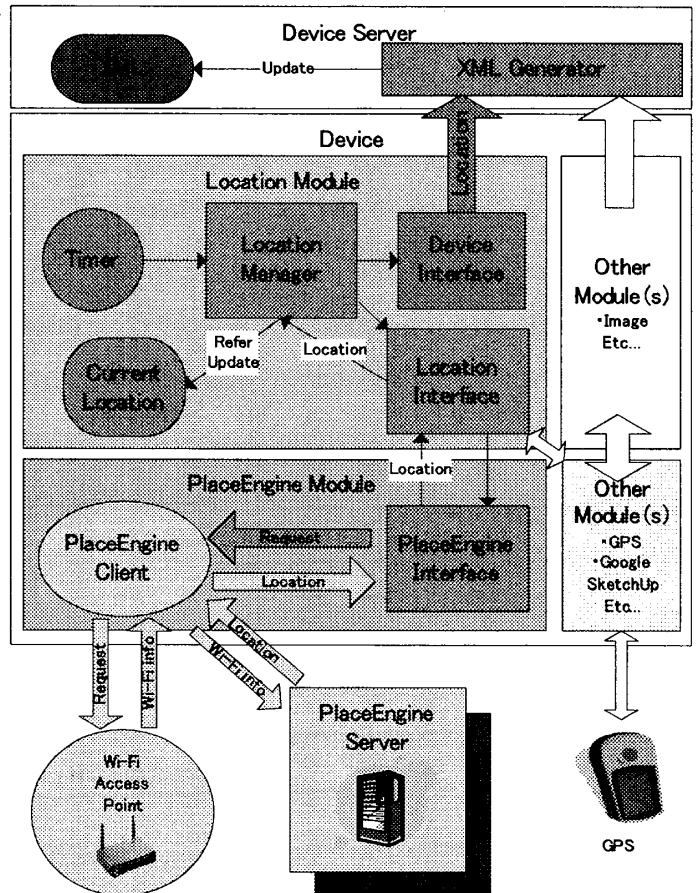 Device Server
Update
XML Generator
Location
Device
Location Module
Timer
Location
Manager
Device
Interface
Other
Module(s)
・Image
Etc...
Refer
Update
Location
Current
Location
Location
Interface
Location
PlaceEngine Module
PlaceEngine
Client
Request
Location
PlaceEngine
Interface
Other
Module(s)
・GPS
・Google
SketchUp
Etc...
Request
Wi-Fi info
Location
Wi-Fi info
PlaceEngine
Server
Wi-Fi
Access
Point
GPS